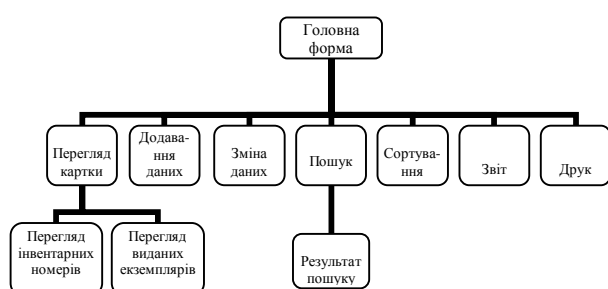 Головна
форма
Перегляд
картки
Додава-
ння
даних
Зміна
даних
Пошук
Сортува-
ння
Звіт
Друк
Перегляд
інвентарних
номерів
Перегляд
виданих
екземплярів
Результат
пошуку